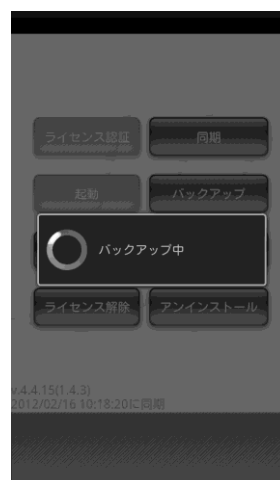 ライセンス認証
同期
起動
バックアップ
バックアップ中
ライセンス解除
アンインストール
v.4.4.15(1.4.3)
2012/02/16 10:18:20に同期